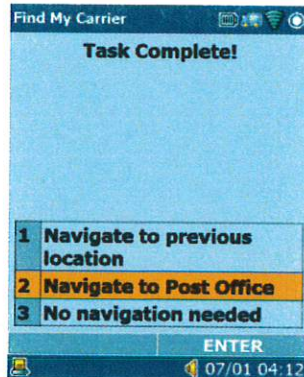 Find My Carrier
Task Complete!
1 Navigate to previous
location
2 Navigate to Post Office
3 No navigation needed
ENTER
07/01 04:12